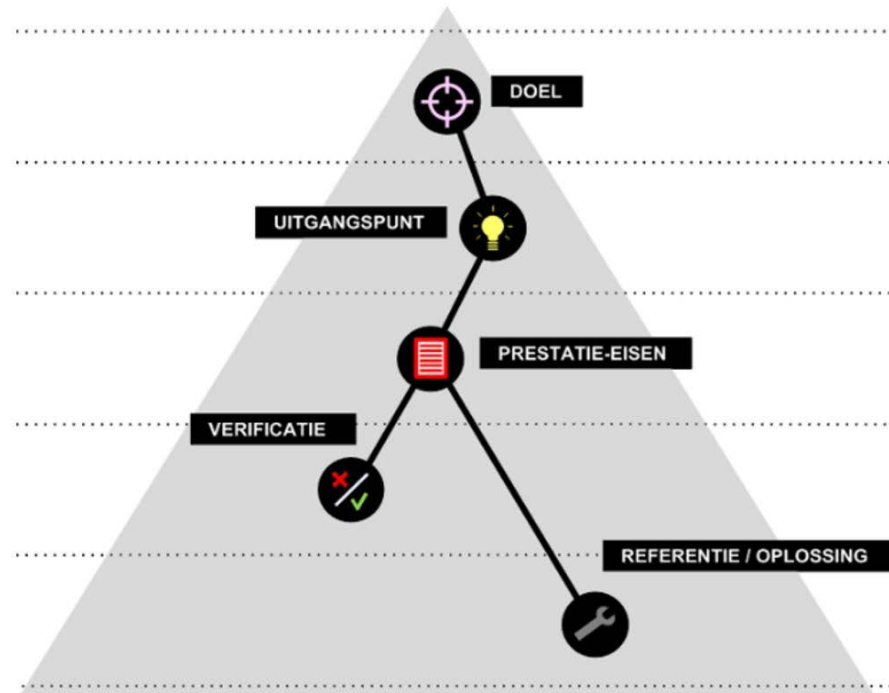 DOEL
UITGANGSPUNT
PRESTATIE-EISEN
VERIFICATIE
REFERENTIE / OPLOSSING